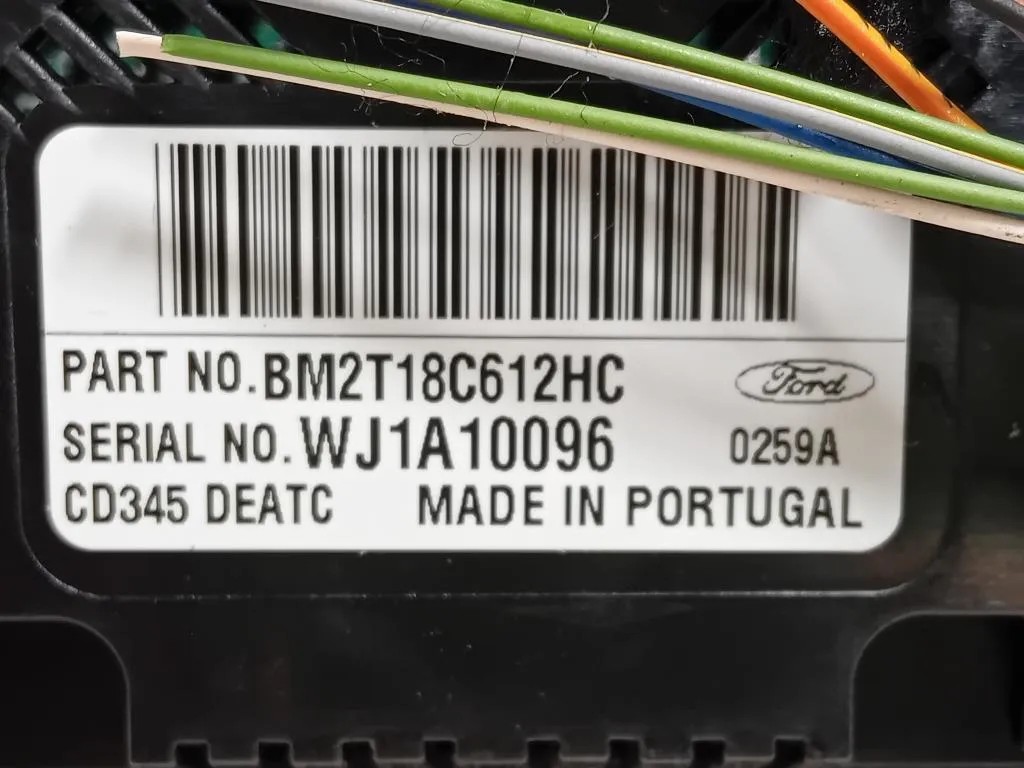 PART NO.BM2T18C612HC
Ford
SERIAL NO.WJ1A10096
0259A
CD345 DEATC MADE IN PORTUGAL